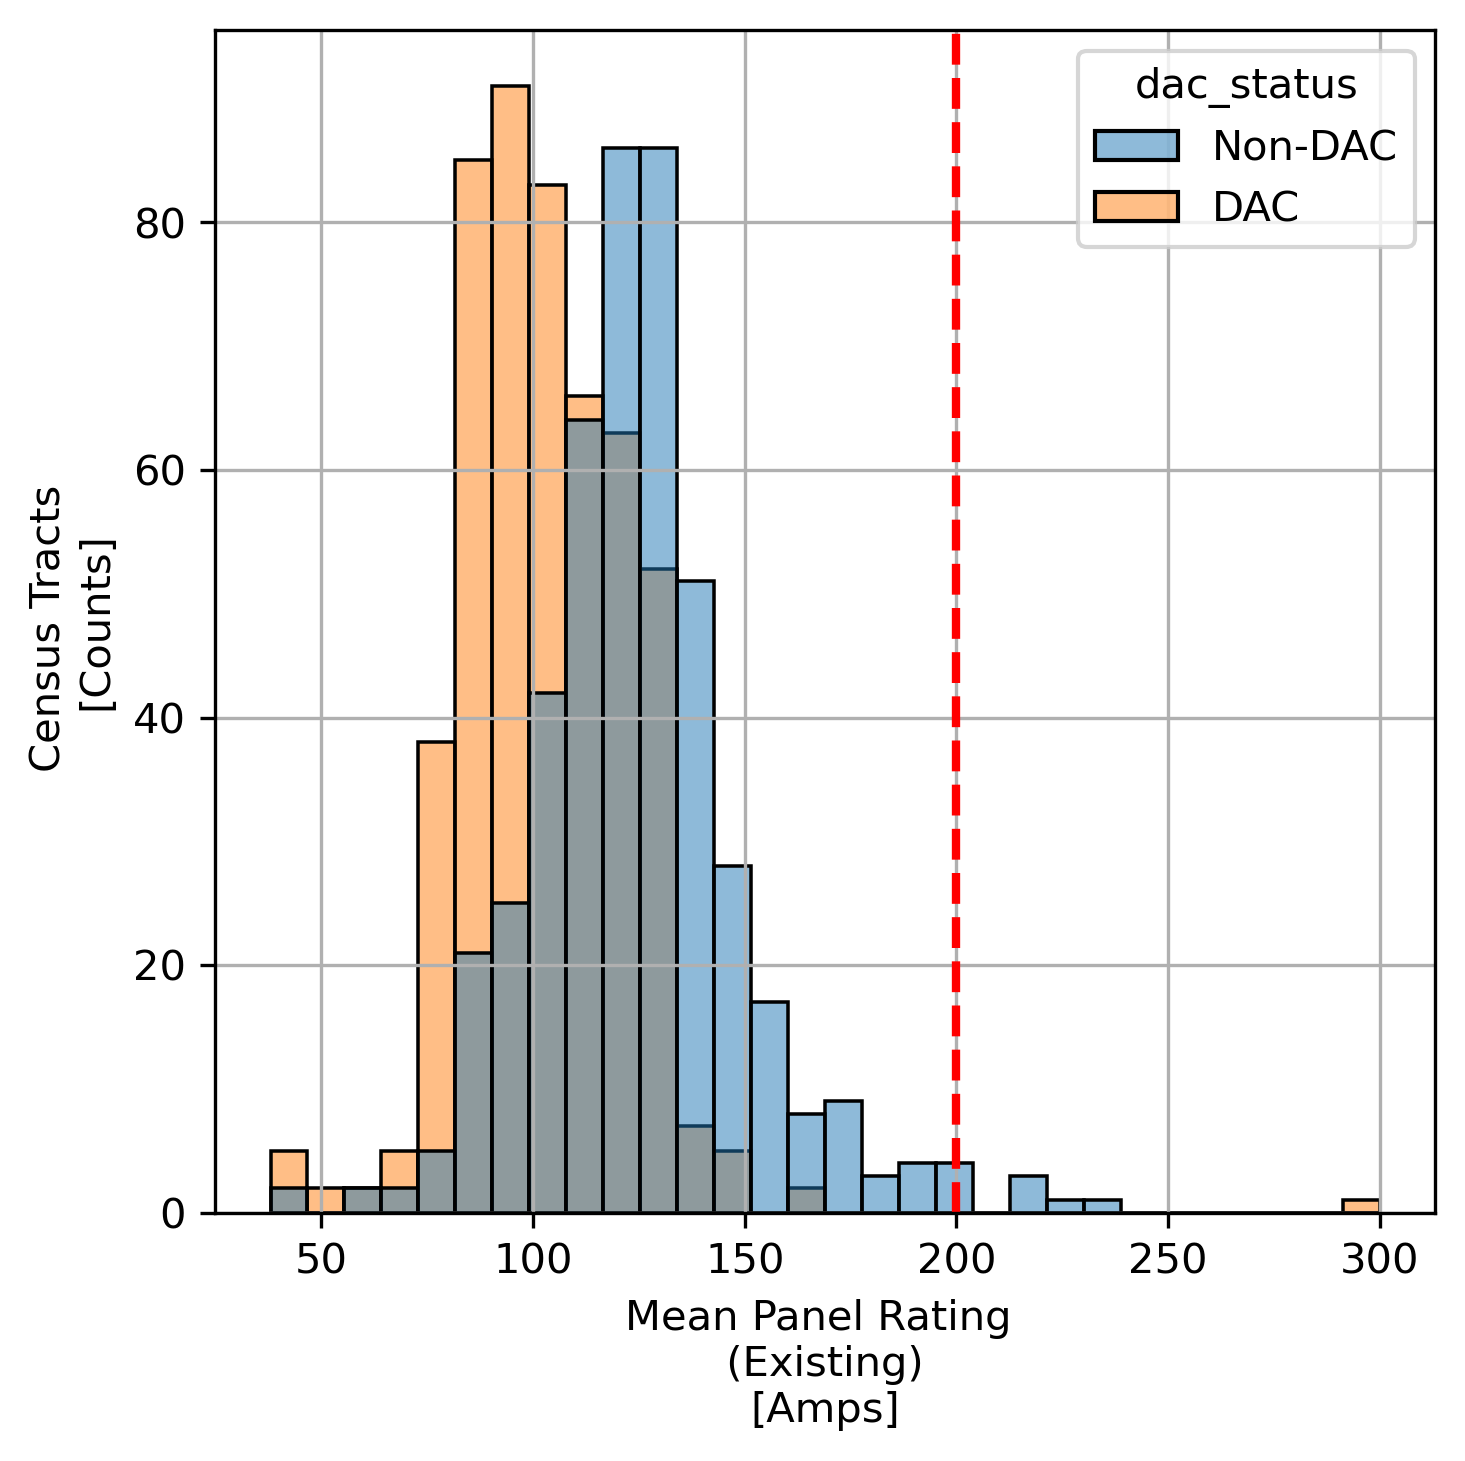 dac_status
Non-DAC
DAC
80
60
40
20
0
Census Tracts
[Counts]
50
100
150
200
250
300
Mean Panel Rating
(Existing)
[Amps]